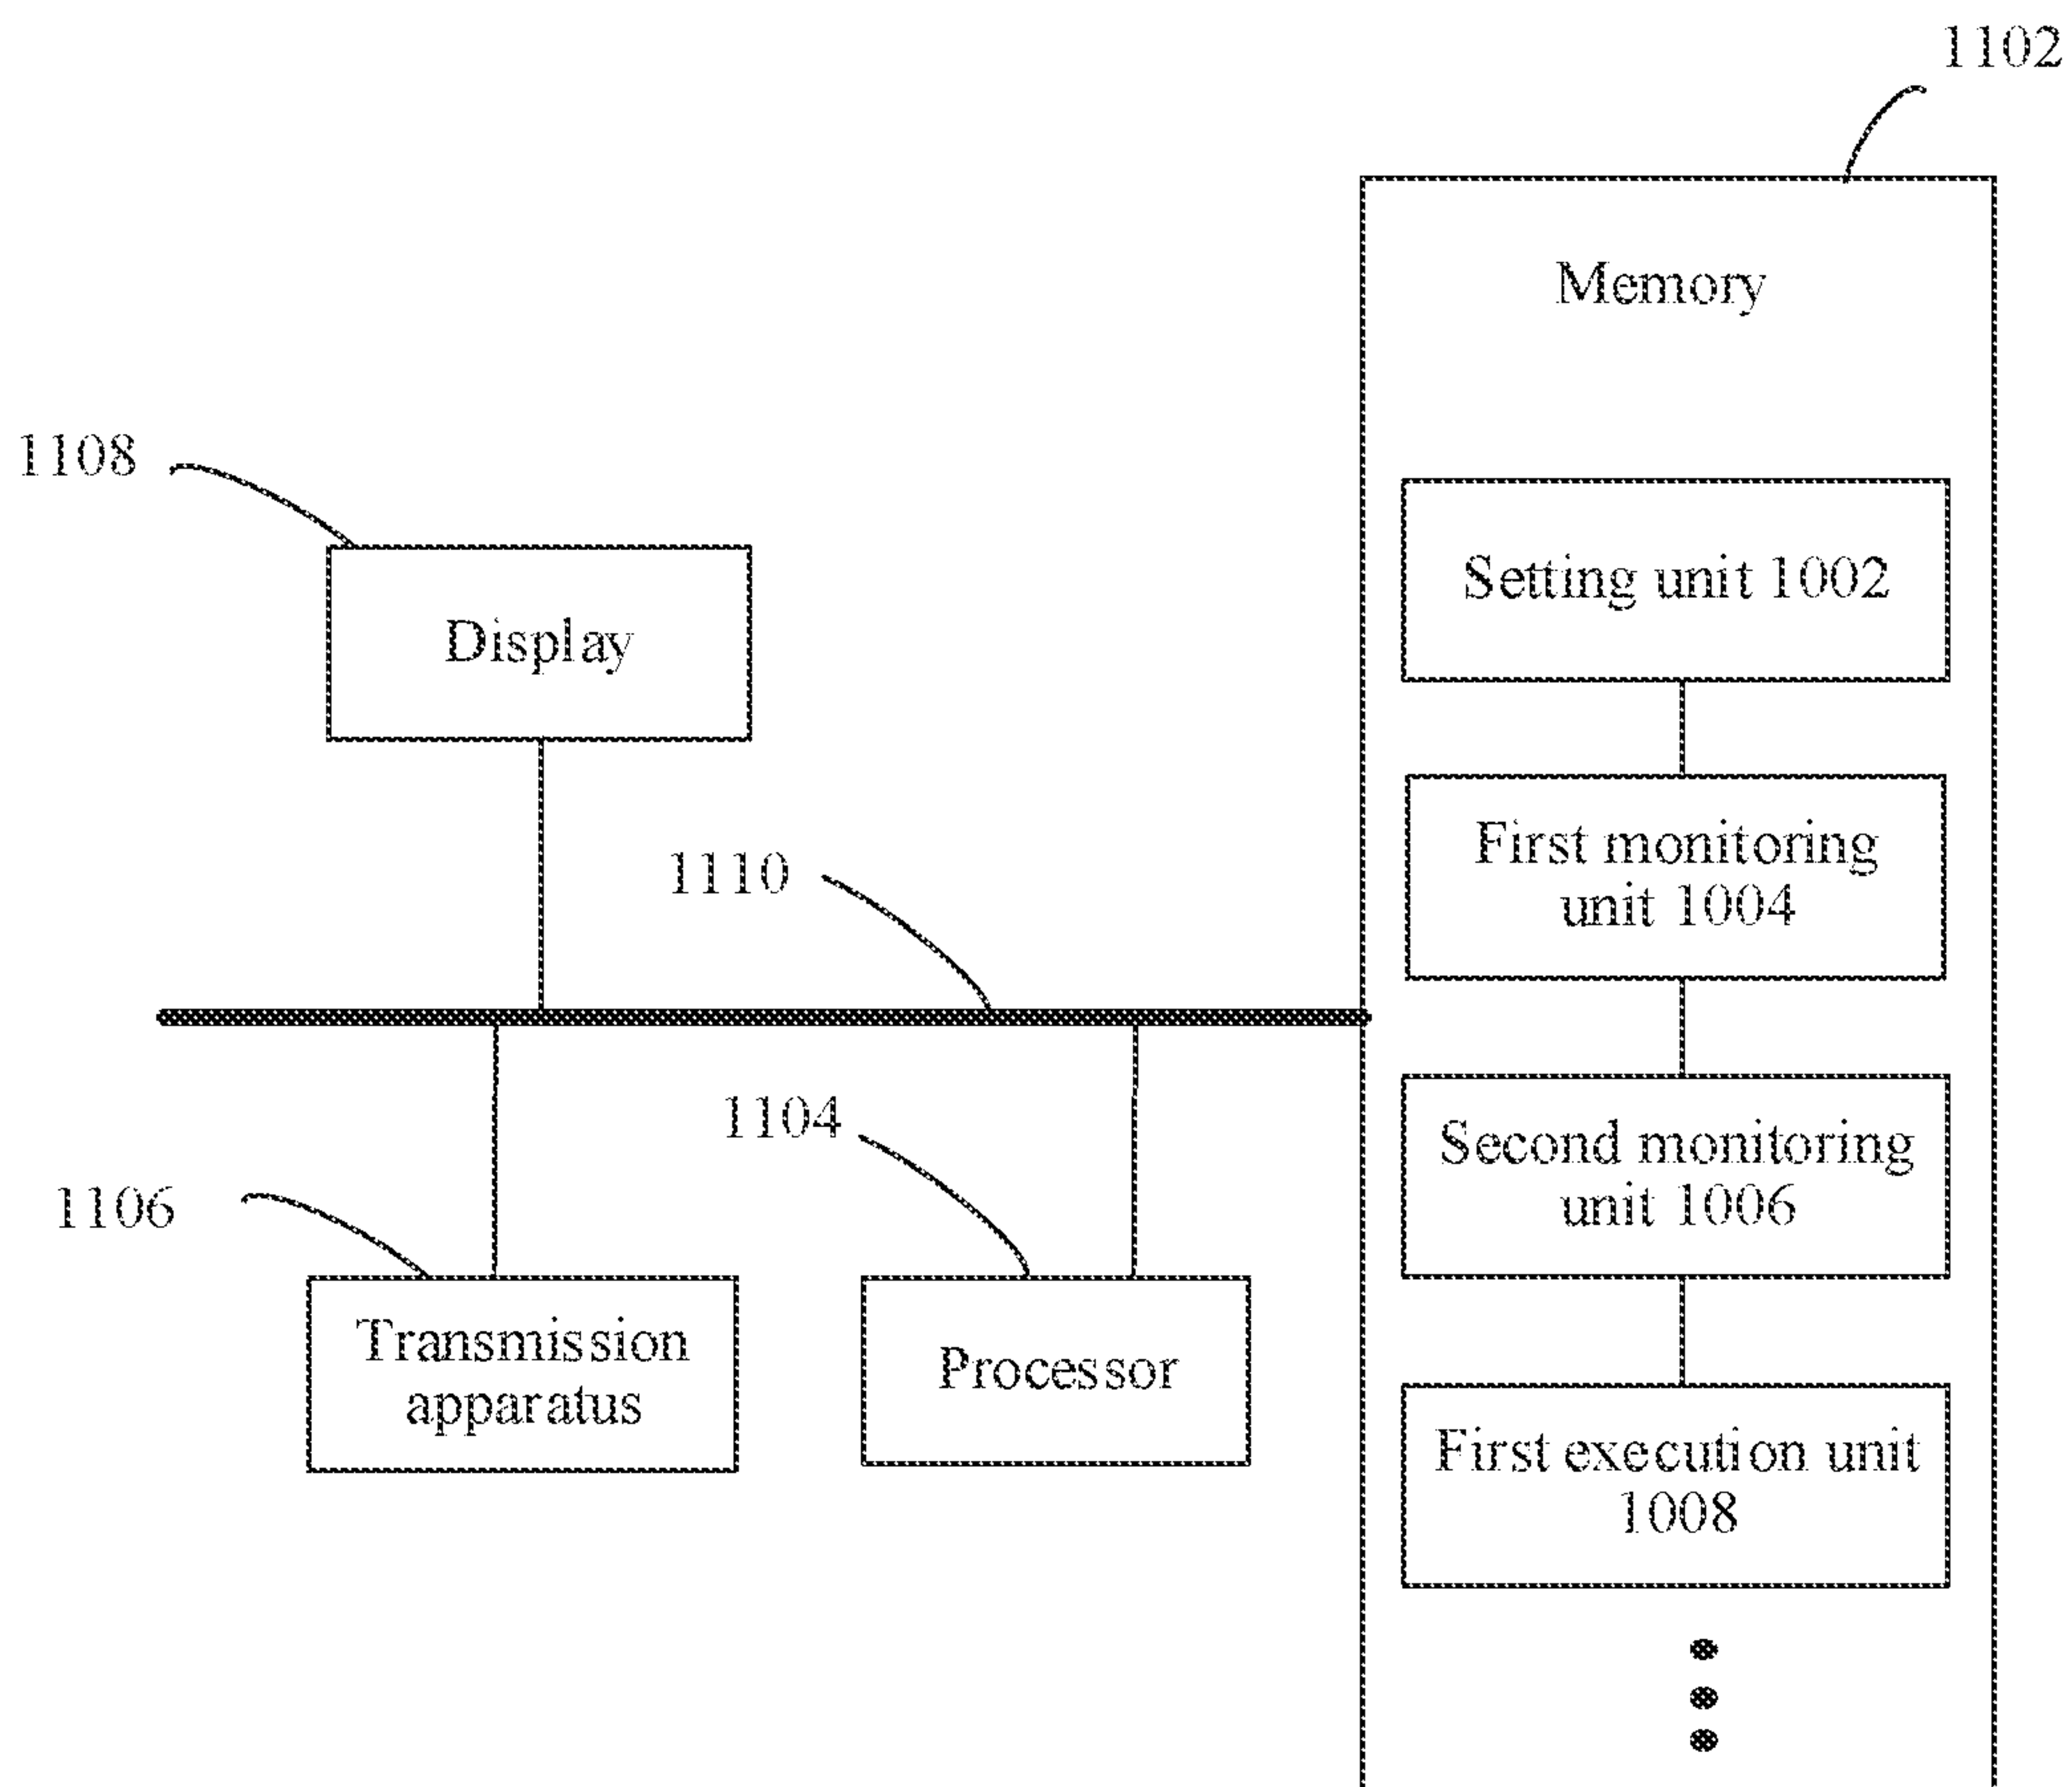 1102
Memory
1108
Setting unit 1002
Display
First monitoring
unit 1004
1110
1104
Second monitoring
unit 1006
1106
Transmission
apparatus
Processor
First execution unit
1008